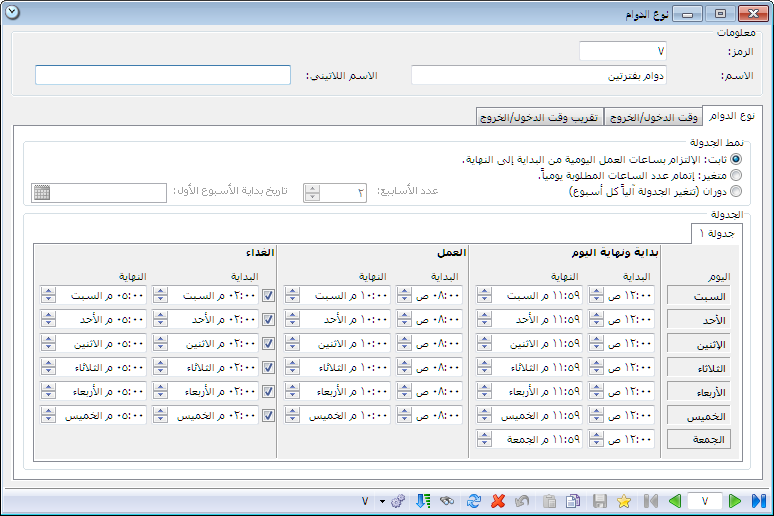 نوع الدوام
معلومات
الرمز: ٧
الاسم: دوام بفترتين الاسم اللاتيني:
نوع الدوام وقت الدخول/الخروج تقريب وقت الدخول/الخروج
نمط الجدولة
ثابت: الإلتزام بساعات العمل اليومية من البداية إلى النهاية.
متغير: إتمام عدد الساعات المطلوبة يومياً.
دوران (تتغير الجدولة آلياً كل أسبوع) عدد الأسابيع: ٢ تاريخ بداية الأسبوع الأول:
الجدولة
جدولة ١
بداية ونهاية اليوم العمل الغداء
اليوم البداية النهاية البداية النهاية البداية النهاية
السبت ١٢:٠٠ ص ١١:٥٩ م السبت ٠٨:٠٠ ص ١٠:٠٠ م السبت ٠٢:٠٠ م السبت ٠٥:٠٠ م السبت
الأحد ١٢:٠٠ ص ١١:٥٩ م الأحد ٠٨:٠٠ ص ١٠:٠٠ م الأحد ٠٢:٠٠ م الأحد ٠٥:٠٠ م الأحد
الإثنين ١٢:٠٠ ص ١١:٥٩ م الاثنين ٠٨:٠٠ ص ١٠:٠٠ م الاثنين ٠٢:٠٠ م الاثنين ٠٥:٠٠ م الاثنين
الثلاثاء ١٢:٠٠ ص ١١:٥٩ م الثلاثاء ٠٨:٠٠ ص ١٠:٠٠ م الثلاثاء ٠٢:٠٠ م الثلاثاء ٠٥:٠٠ م الثلاثاء
الأربعاء ١٢:٠٠ ص ١١:٥٩ م الأربعاء ٠٨:٠٠ ص ١٠:٠٠ م الأربعاء ٠٢:٠٠ م الأربعاء ٠٥:٠٠ م الأربعاء
الخميس ١٢:٠٠ ص ١١:٥٩ م الخميس ٠٨:٠٠ ص ١٠:٠٠ م الخميس ٠٢:٠٠ م الخميس ٠٥:٠٠ م الخميس
الجمعة ١٢:٠٠ ص ١١:٥٩ م الجمعة
٧ ٧